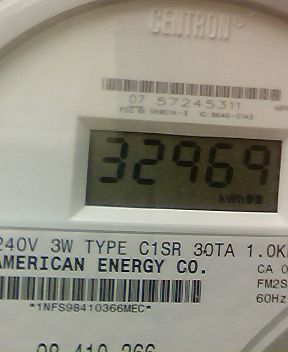 CENTRON®
07 57245311
32969
kWh
240V 3W TYPE C1SR 30TA 1.0K
AMERICAN ENERGY CO.
CA 0
FM2S
60Hz
*1NFS98410366MEC*
98 410 366